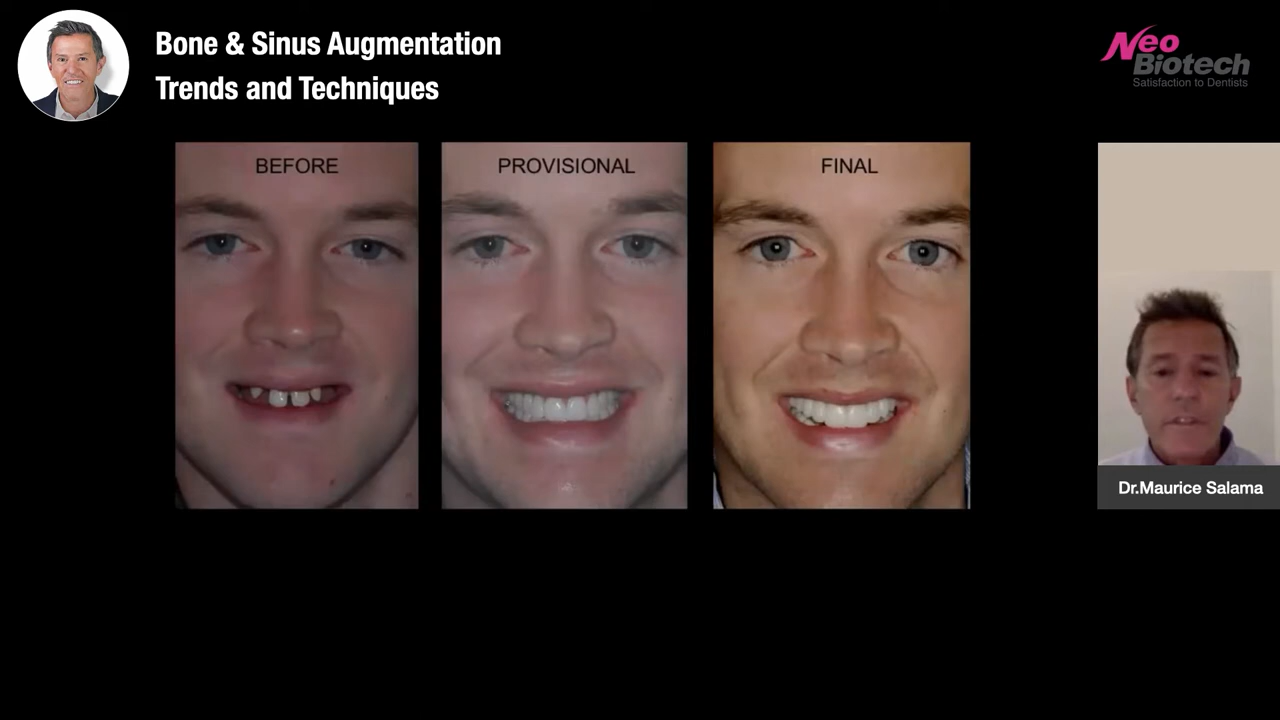 Bone & Sinus Augmentation
Trends and Techniques
Neo
Biotech
Satisfaction to Dentists
BEFORE
PROVISIONAL
FINAL
Dr.Maurice Salama